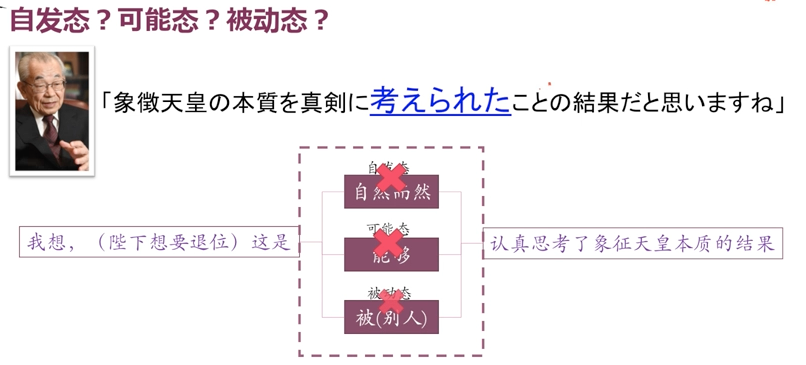 自发态？可能态？被动态？
「象徴天皇の本質を真剣に考えられたことの結果だと思いますね」
自发态
自然而然
我想，（陛下想要退位）这是
可能态
能够
认真思考了象征天皇本质的结果
被动态
被(别人)